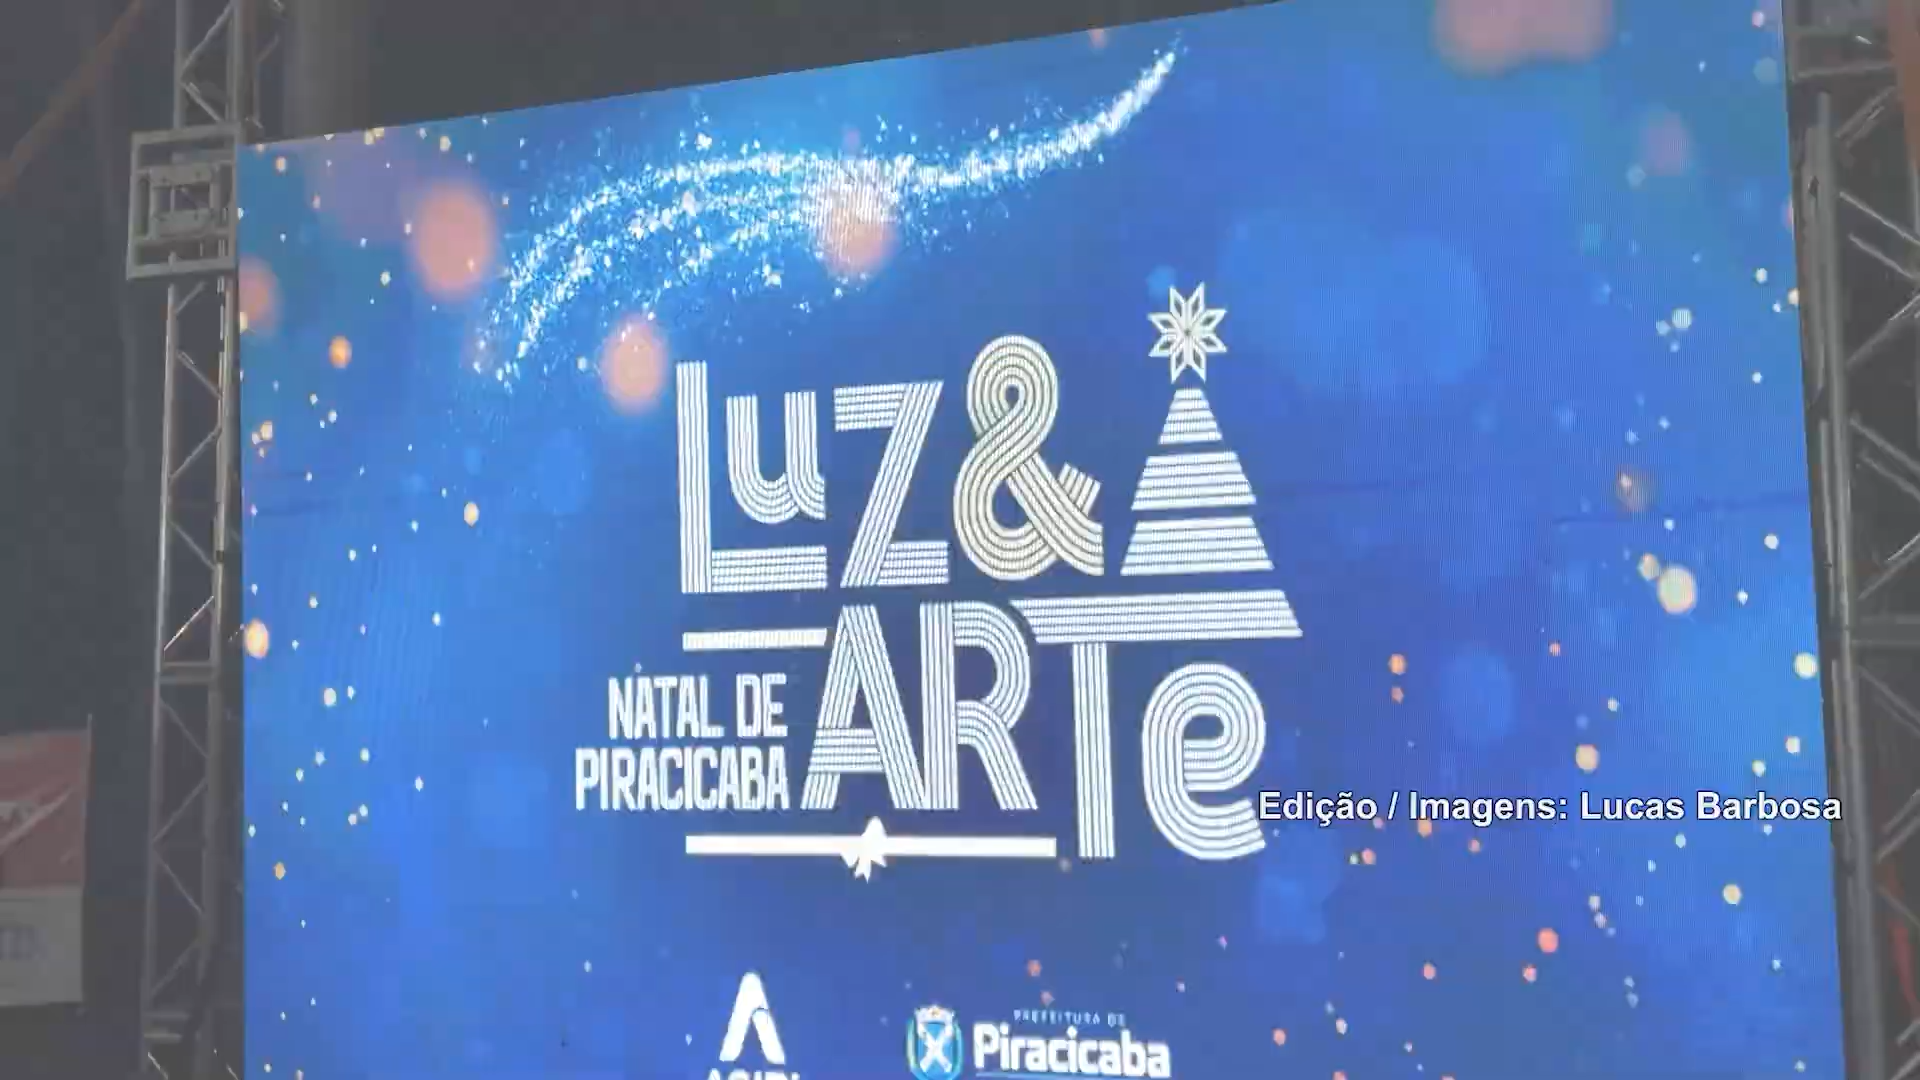 Luz &
ARTe
NATAL DE
PIRACICABA
Edição / Imagens: Lucas Barbosa
PREFEITURA DE
Piracicaba